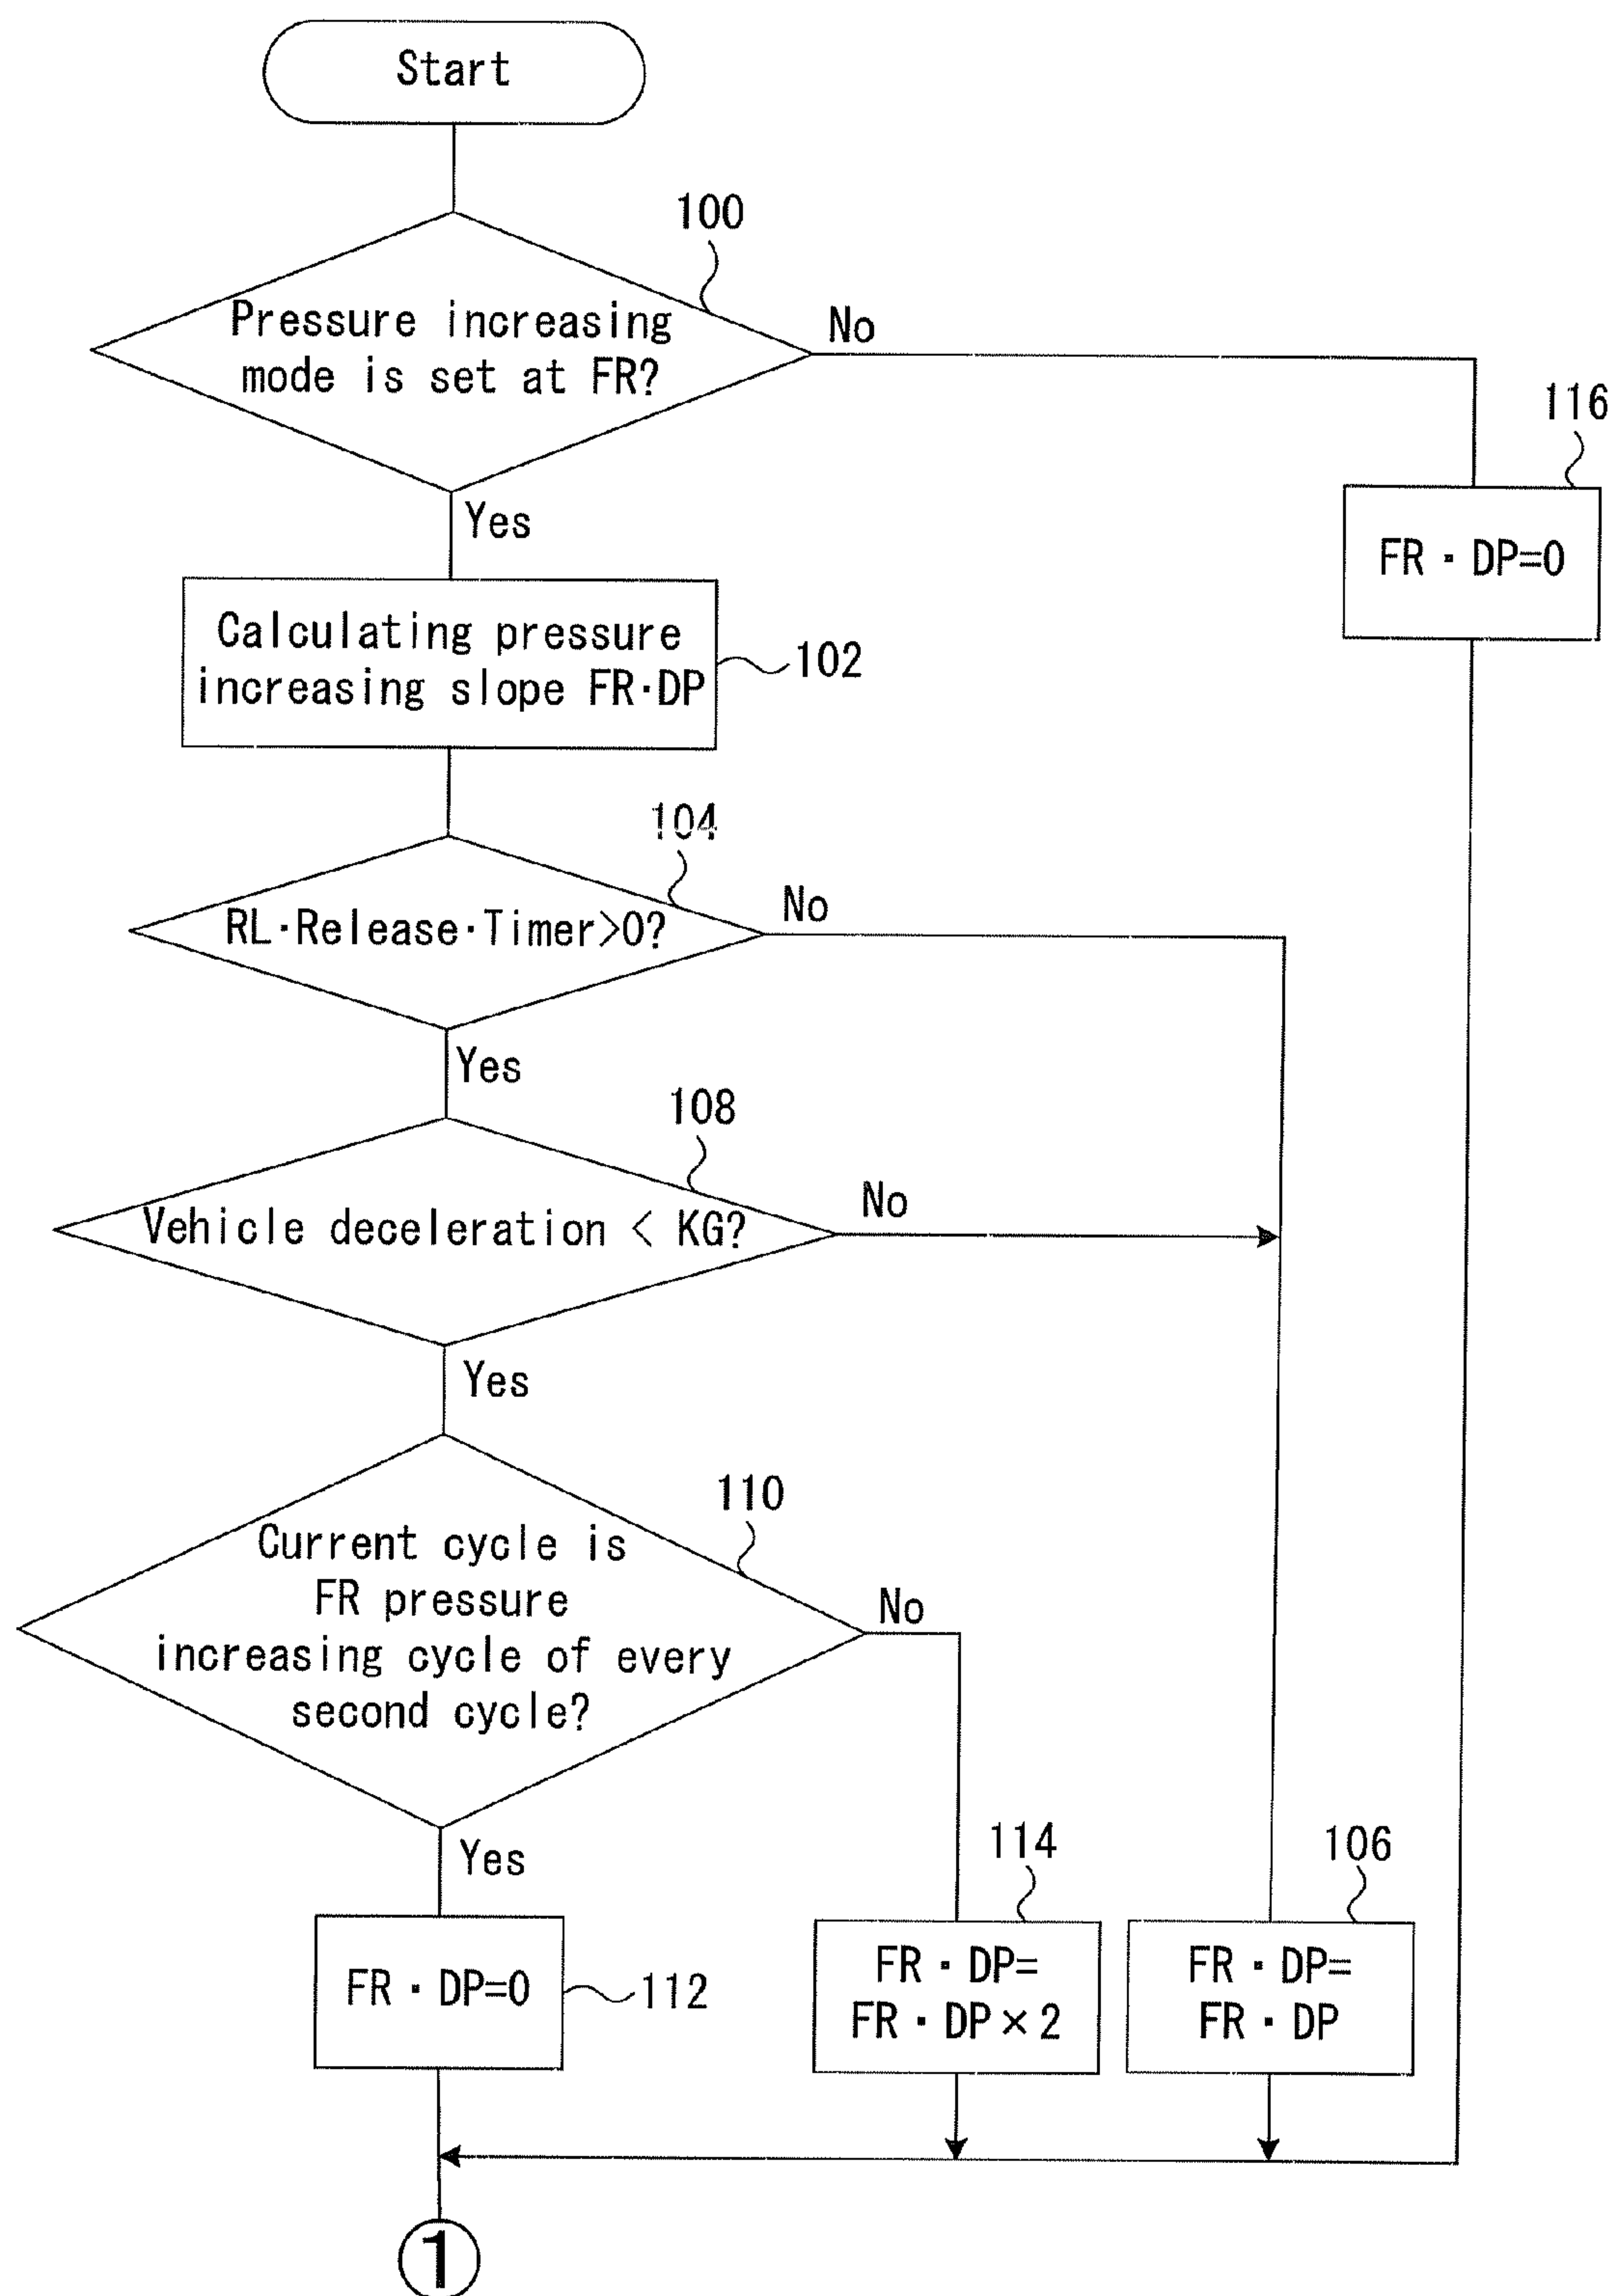 Start
100
Pressure increasing
mode is set at FR?
No
116
Yes
FR・DP=0
Calculating pressure
increasing slope FR·DP
102
104
RL·Release·Timer>0?
No
Yes
108
Vehicle deceleration < KG?
No
Yes
110
Current cycle is
FR pressure
increasing cycle of every
second cycle?
No
Yes
114
106
FR・DP=0
112
FR・DP=
FR・DP×2
FR・DP=
FR・DP
1